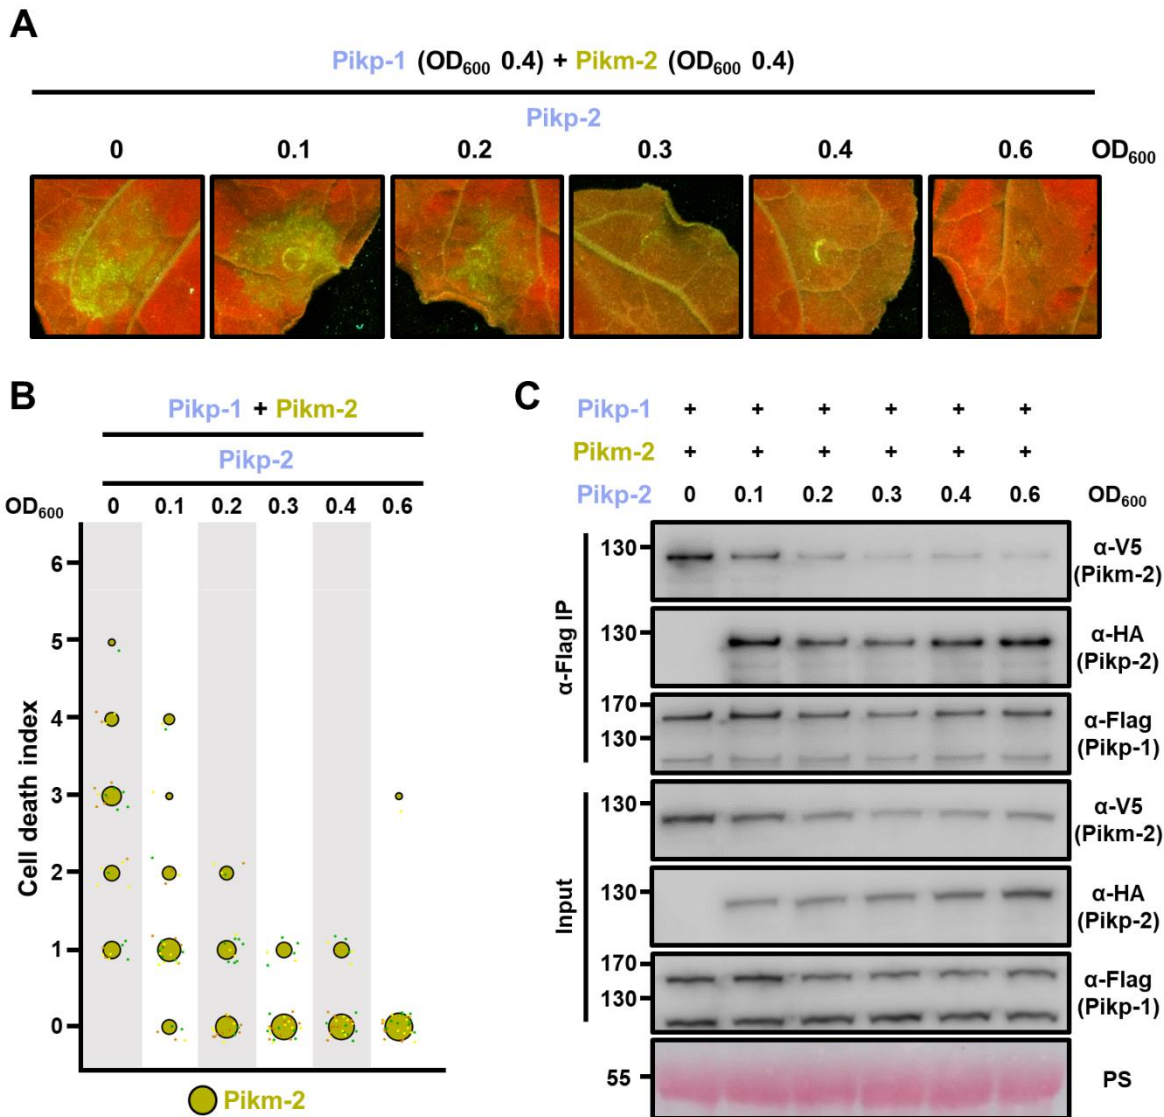 A
Pikp-1 (OD600 0.4) + Pikm-2 (OD600 0.4)
Pikp-2
0 0.1 0.2 0.3 0.4 0.6 OD600
B
Pikp-1 + Pikm-2
Pikp-2
OD600 0 0.1 0.2 0.3 0.4 0.6
Cell death index
6
5
4
3
2
1
0
Pikm-2
C
Pikp-1 + + + + + +
Pikm-2 + + + + + +
Pikp-2 0 0.1 0.2 0.3 0.4 0.6 OD600
α-Flag IP
130 α-V5
(Pikm-2)
130 α-HA
(Pikp-2)
170 α-Flag
130 (Pikp-1)
Input
130 α-V5
(Pikm-2)
130 α-HA
(Pikp-2)
170 α-Flag
130 (Pikp-1)
55 PS